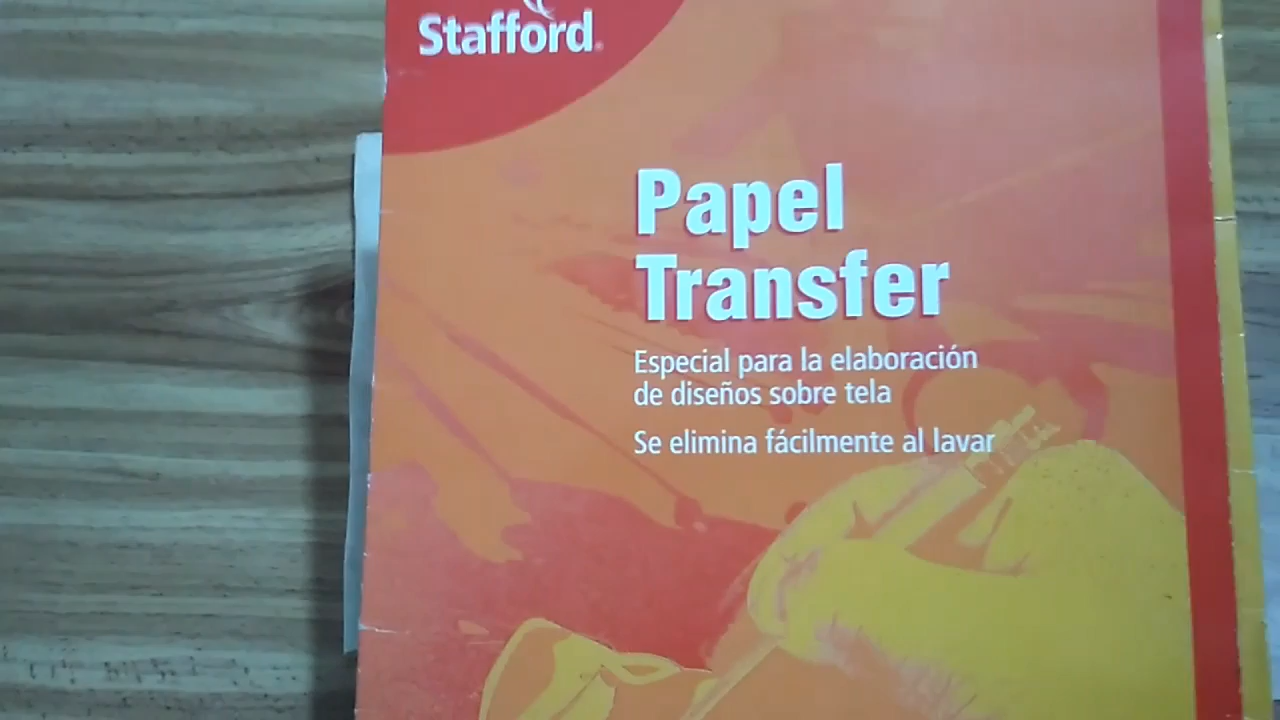 Stafford
Papel
Transfer
Especial para la elaboración
de diseños sobre tela
Se elimina fácilmente al lavar